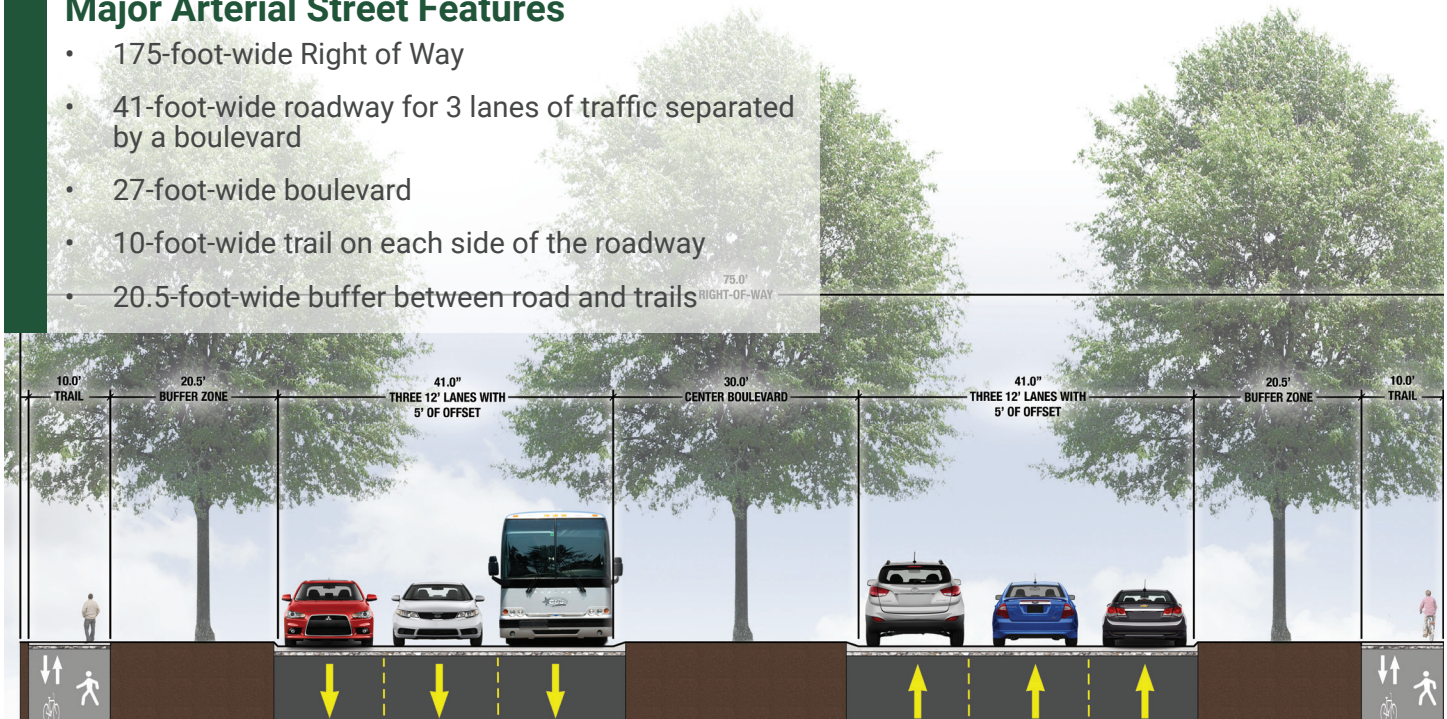 Major Arterial Street Features
• 175-foot-wide Right of Way
• 41-foot-wide roadway for 3 lanes of traffic separated
by a boulevard
• 27-foot-wide boulevard
• 10-foot-wide trail on each side of the roadway
• 20.5-foot-wide buffer between road and trails
75.0'
RIGHT-OF-WAY
10.0'
TRAIL
20.5'
BUFFER ZONE
41.0"
THREE 12' LANES WITH
5' OF OFFSET
30.0'
CENTER BOULEVARD
41.0"
THREE 12' LANES WITH
5' OF OFFSET
20.5'
BUFFER ZONE
10.0'
TRAIL